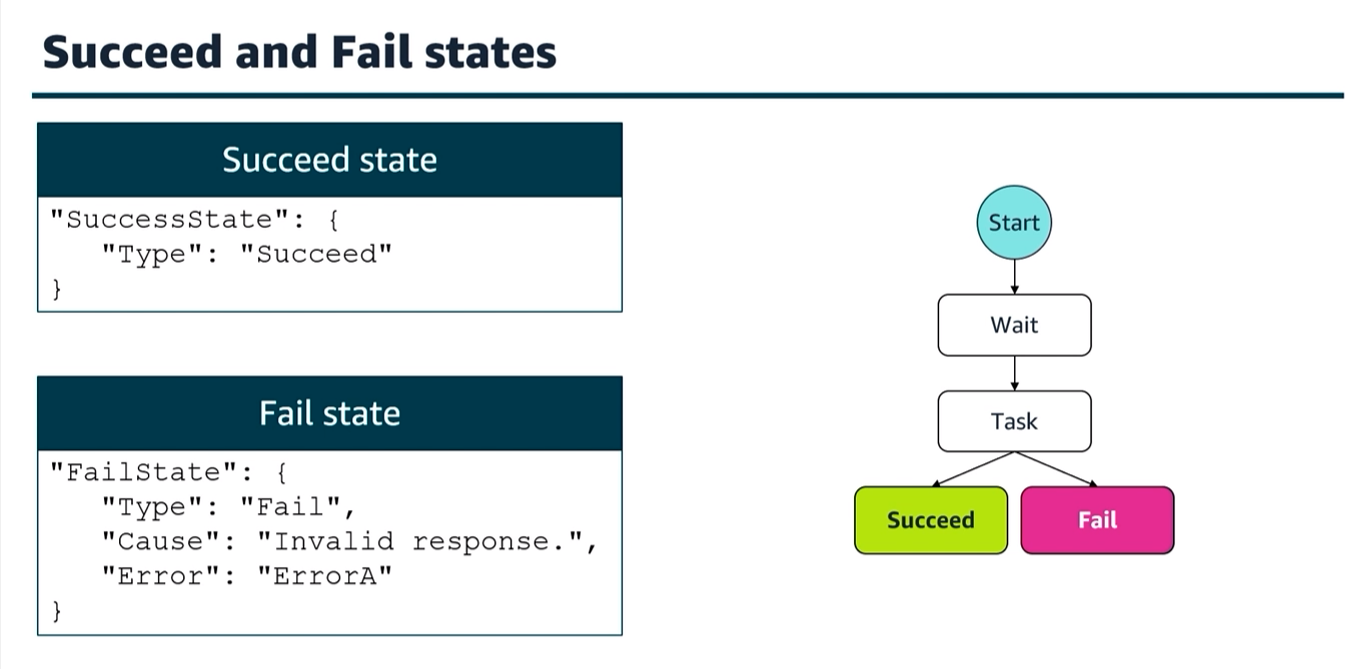 Succeed and Fail states
Succeed state
"SuccessState": {
"Type": "Succeed"
}
Fail state
"FailState": {
"Type": "Fail",
"Cause": "Invalid response.",
"Error": "ErrorA"
}
Start
Wait
Task
Succeed
Fail